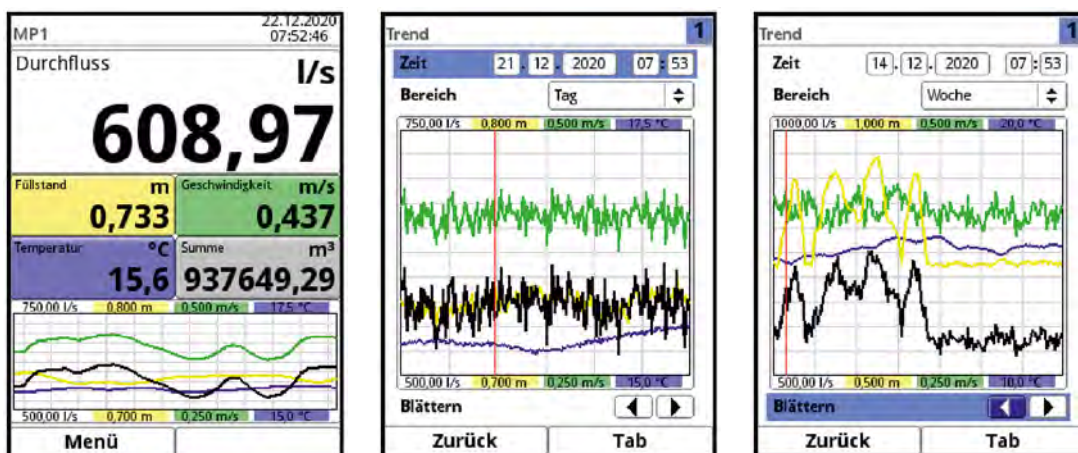 MP1
22.12.2020
07:52:46
Durchfluss
l/s
608,97
Füllstand m
0,733
Geschwindigkeit m/s
0,437
Temperatur °C
15,6
Summe m³
937649,29
750,00 l/s 0,800 m 0,500 m/s 17,5 °C
500,00 l/s 0,700 m 0,250 m/s 15,0 °C
Menü
Trend 1
Zeit 21. 12. 2020 07:53
Bereich Tag
750,00 l/s 0,800 m 0,500 m/s 17,5 °C
500,00 l/s 0,700 m 0,250 m/s 15,0 °C
Blättern
Zurück Tab
Trend 1
Zeit 14. 12. 2020 07:53
Bereich Woche
1000,00 l/s 1,000 m 0,500 m/s 20,0 °C
500,00 l/s 0,500 m 0,250 m/s 10,0 °C
Blättern
Zurück Tab